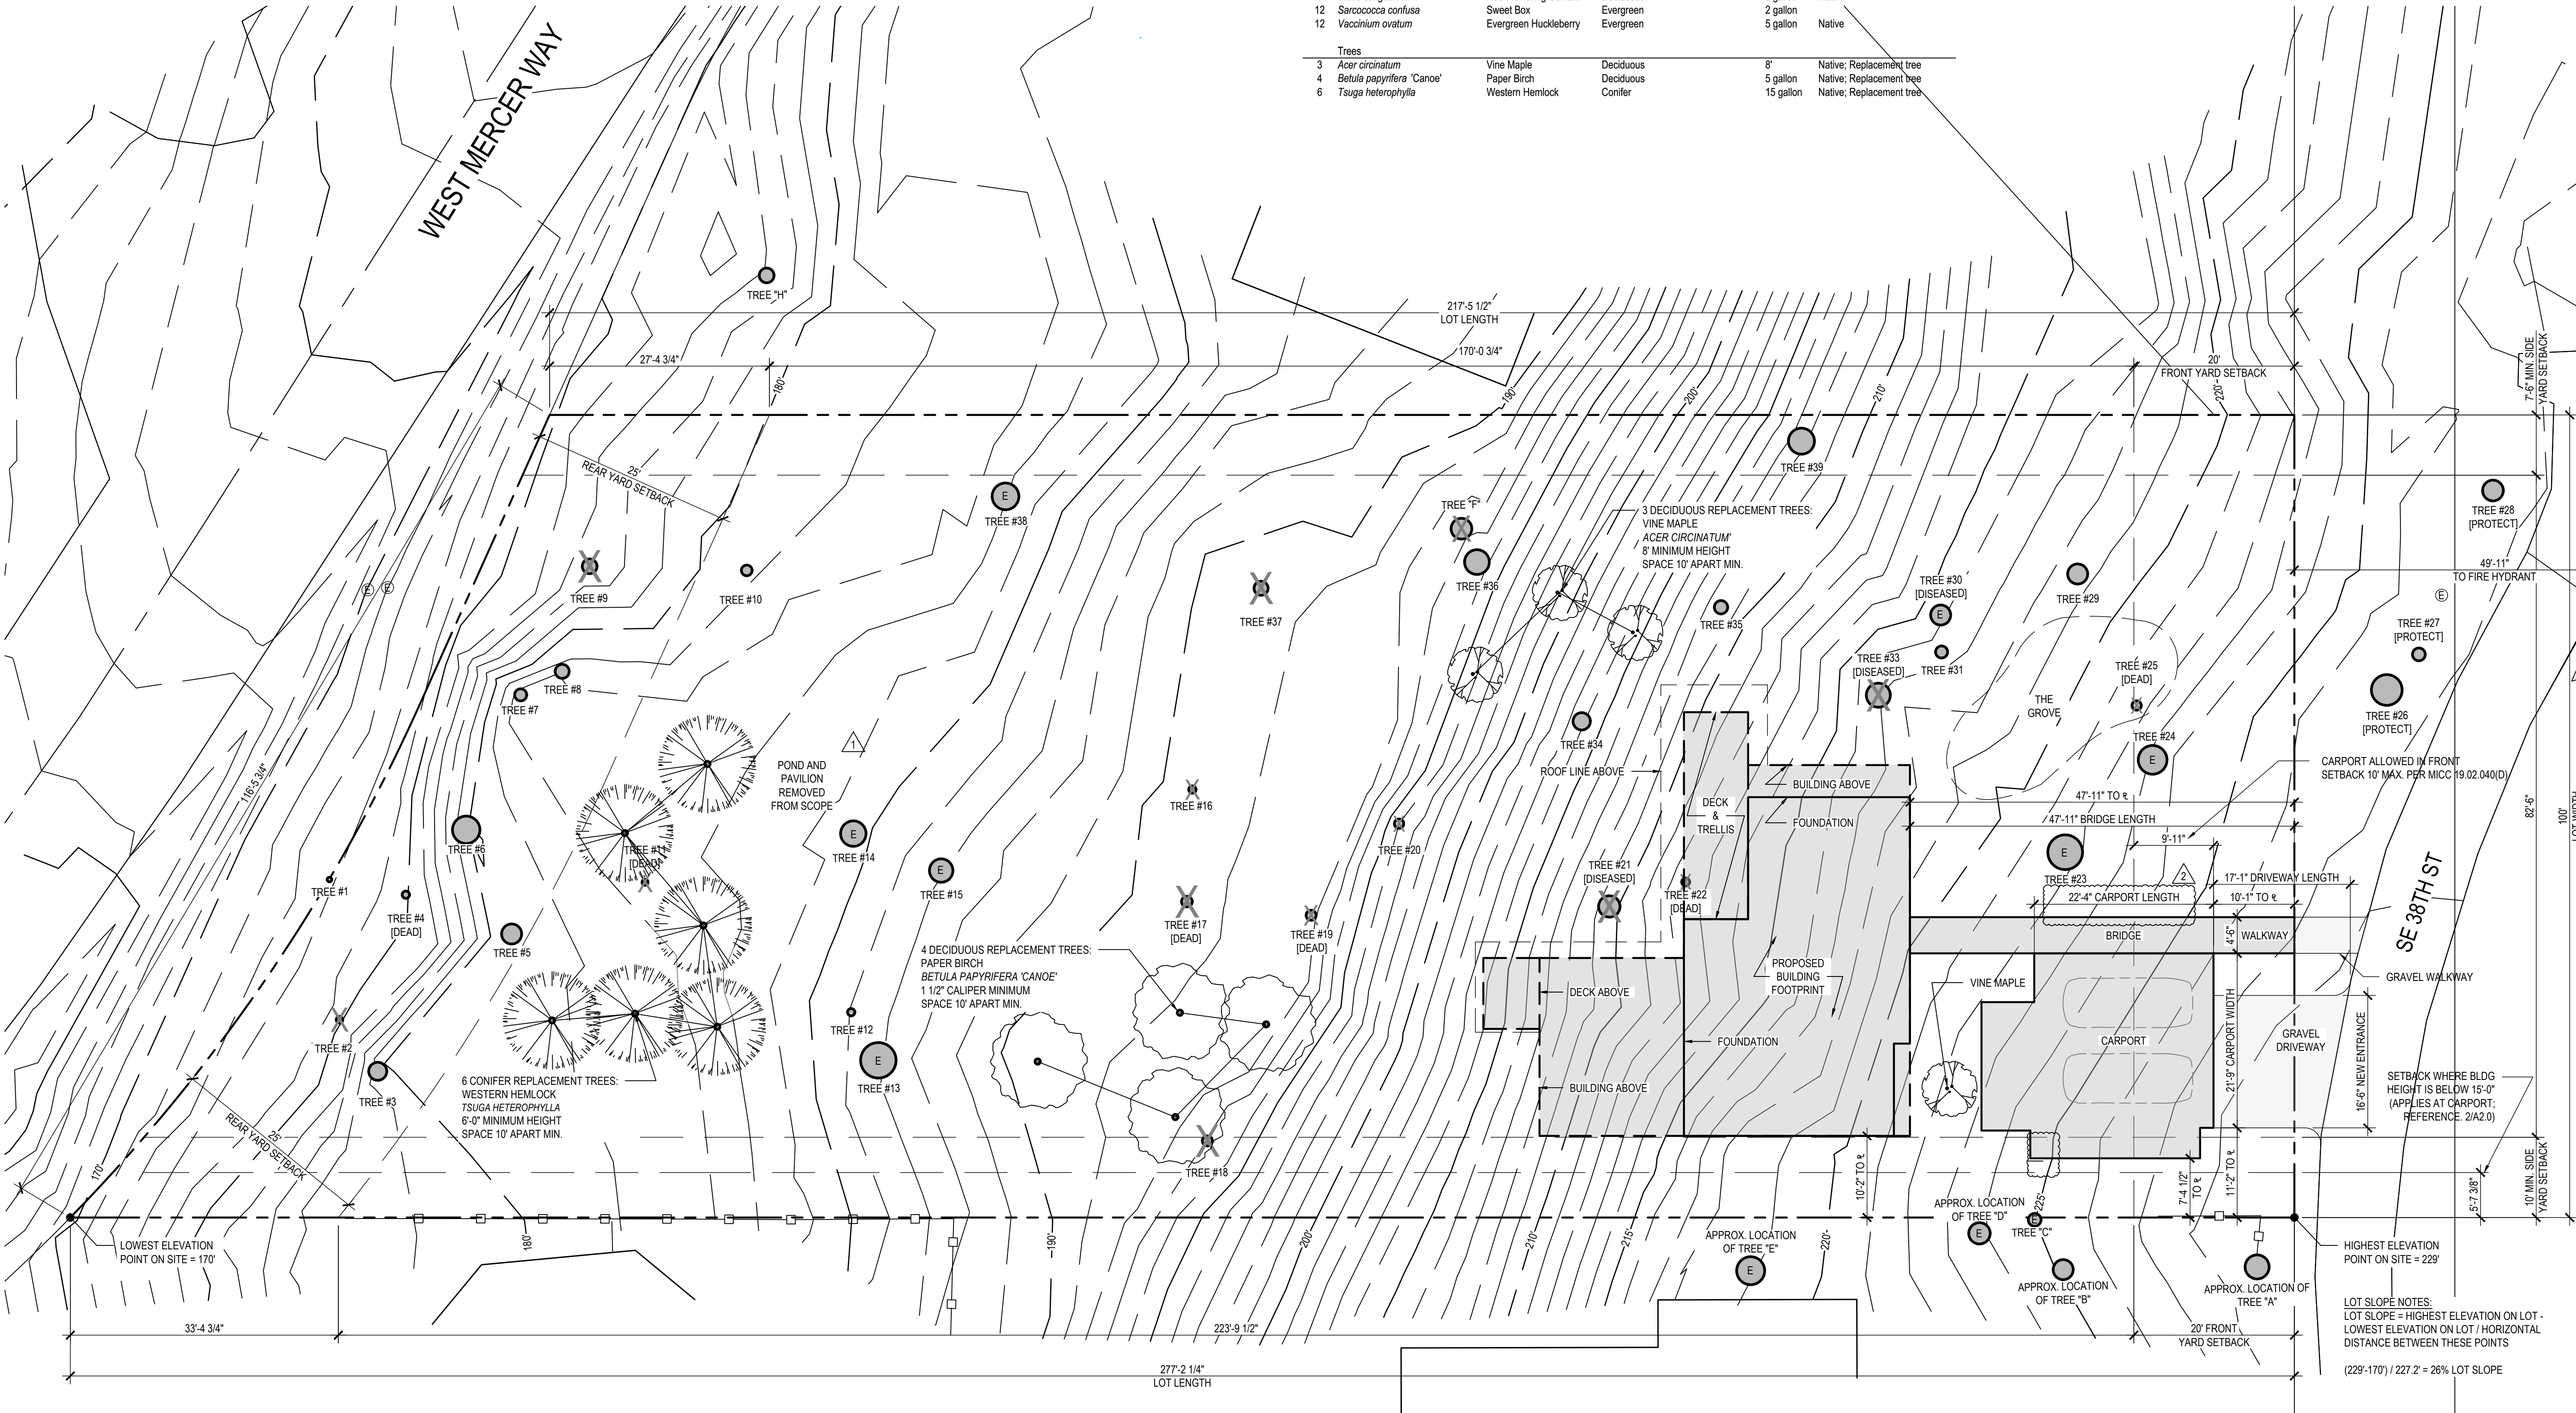 12 Sarcococca confusa Sweet Box Evergreen 2 gallon
12 Vaccinium ovatum Evergreen Huckleberry Evergreen 5 gallon Native
Trees
3 Acer circinatum Vine Maple Deciduous 8' Native; Replacement tree
4 Betula papyrifera 'Canoe' Paper Birch Deciduous 5 gallon Native; Replacement tree
6 Tsuga heterophylla Western Hemlock Conifer 15 gallon Native; Replacement tree
WEST MERCER WAY
TREE "H"
217'-5 1/2"
LOT LENGTH
27'-4 3/4"
170'-0 3/4"
20'
FRONT YARD SETBACK
7'-6" MIN. SIDE
YARD SETBACK
180'
190'
200'
210'
220'
25'
REAR YARD SETBACK
TREE #39
TREE #38
TREE "F"
TREE #36
3 DECIDUOUS REPLACEMENT TREES:
VINE MAPLE
ACER CIRCINATUM'
8' MINIMUM HEIGHT
SPACE 10' APART MIN.
TREE #28
[PROTECT]
49'-11"
TO FIRE HYDRANT
TREE #9
TREE #10
TREE #37
TREE #35
TREE #30
[DISEASED]
TREE #29
TREE #31
TREE #33
[DISEASED]
TREE #27
[PROTECT]
TREE #25
[DEAD]
THE
GROVE
TREE #26
[PROTECT]
TREE #8
TREE #7
TREE #34
TREE #24
POND AND
PAVILION
REMOVED
FROM SCOPE
1
ROOF LINE ABOVE
BUILDING ABOVE
CARPORT ALLOWED IN FRONT
SETBACK 10' MAX. PER MICC 19.02.040(D)
116-5 3/4"
TREE #16
DECK
&
TRELLIS
FOUNDATION
47'-11" TO ℄
47'-11" BRIDGE LENGTH
9'-11"
82'-6"
100'
TREE #6
TREE #11
[DEAD]
TREE #14
TREE #20
TREE #21
[DISEASED]
TREE #23
2
17'-1" DRIVEWAY LENGTH
TREE #1
TREE #15
TREE #22
[DEAD]
22'-4" CARPORT LENGTH
10'-1" TO ℄
SE 38TH ST
TREE #4
[DEAD]
TREE #5
TREE #17
[DEAD]
TREE #19
[DEAD]
BRIDGE
4'-6"
WALKWAY
4 DECIDUOUS REPLACEMENT TREES:
PAPER BIRCH
BETULA PAPYRIFERA 'CANOE'
1 1/2" CALIPER MINIMUM
SPACE 10' APART MIN.
PROPOSED
BUILDING
FOOTPRINT
GRAVEL WALKWAY
DECK ABOVE
VINE MAPLE
TREE #12
TREE #2
FOUNDATION
CARPORT
21'-9" CARPORT WIDTH
GRAVEL
DRIVEWAY
16'-6" NEW ENTRANCE
TREE #13
TREE #3
6 CONIFER REPLACEMENT TREES:
WESTERN HEMLOCK
TSUGA HETEROPHYLLA
6'-0" MINIMUM HEIGHT
SPACE 10' APART MIN.
BUILDING ABOVE
SETBACK WHERE BLDG
HEIGHT IS BELOW 15'-0"
(APPLIES AT CARPORT;
REFERENCE. 2/A2.0)
25'
REAR YARD SETBACK
170'
TREE #18
10'-2" TO ℄
7'-4 1/2"
TO ℄
11'-2" TO ℄
5'-7 3/8"
10' MIN. SIDE
YARD SETBACK
LOWEST ELEVATION
POINT ON SITE = 170'
180'
190'
200'
210'
215'
220'
225'
APPROX. LOCATION
OF TREE "E"
APPROX. LOCATION
OF TREE "D"
TREE "C"
APPROX. LOCATION
OF TREE "B"
APPROX. LOCATION OF
TREE "A"
HIGHEST ELEVATION
POINT ON SITE = 229'
LOT SLOPE NOTES:
LOT SLOPE = HIGHEST ELEVATION ON LOT -
LOWEST ELEVATION ON LOT / HORIZONTAL
DISTANCE BETWEEN THESE POINTS
(229'-170') / 227.2' = 26% LOT SLOPE
33'-4 3/4"
223'-9 1/2"
20' FRONT
YARD SETBACK
277'-2 1/4"
LOT LENGTH